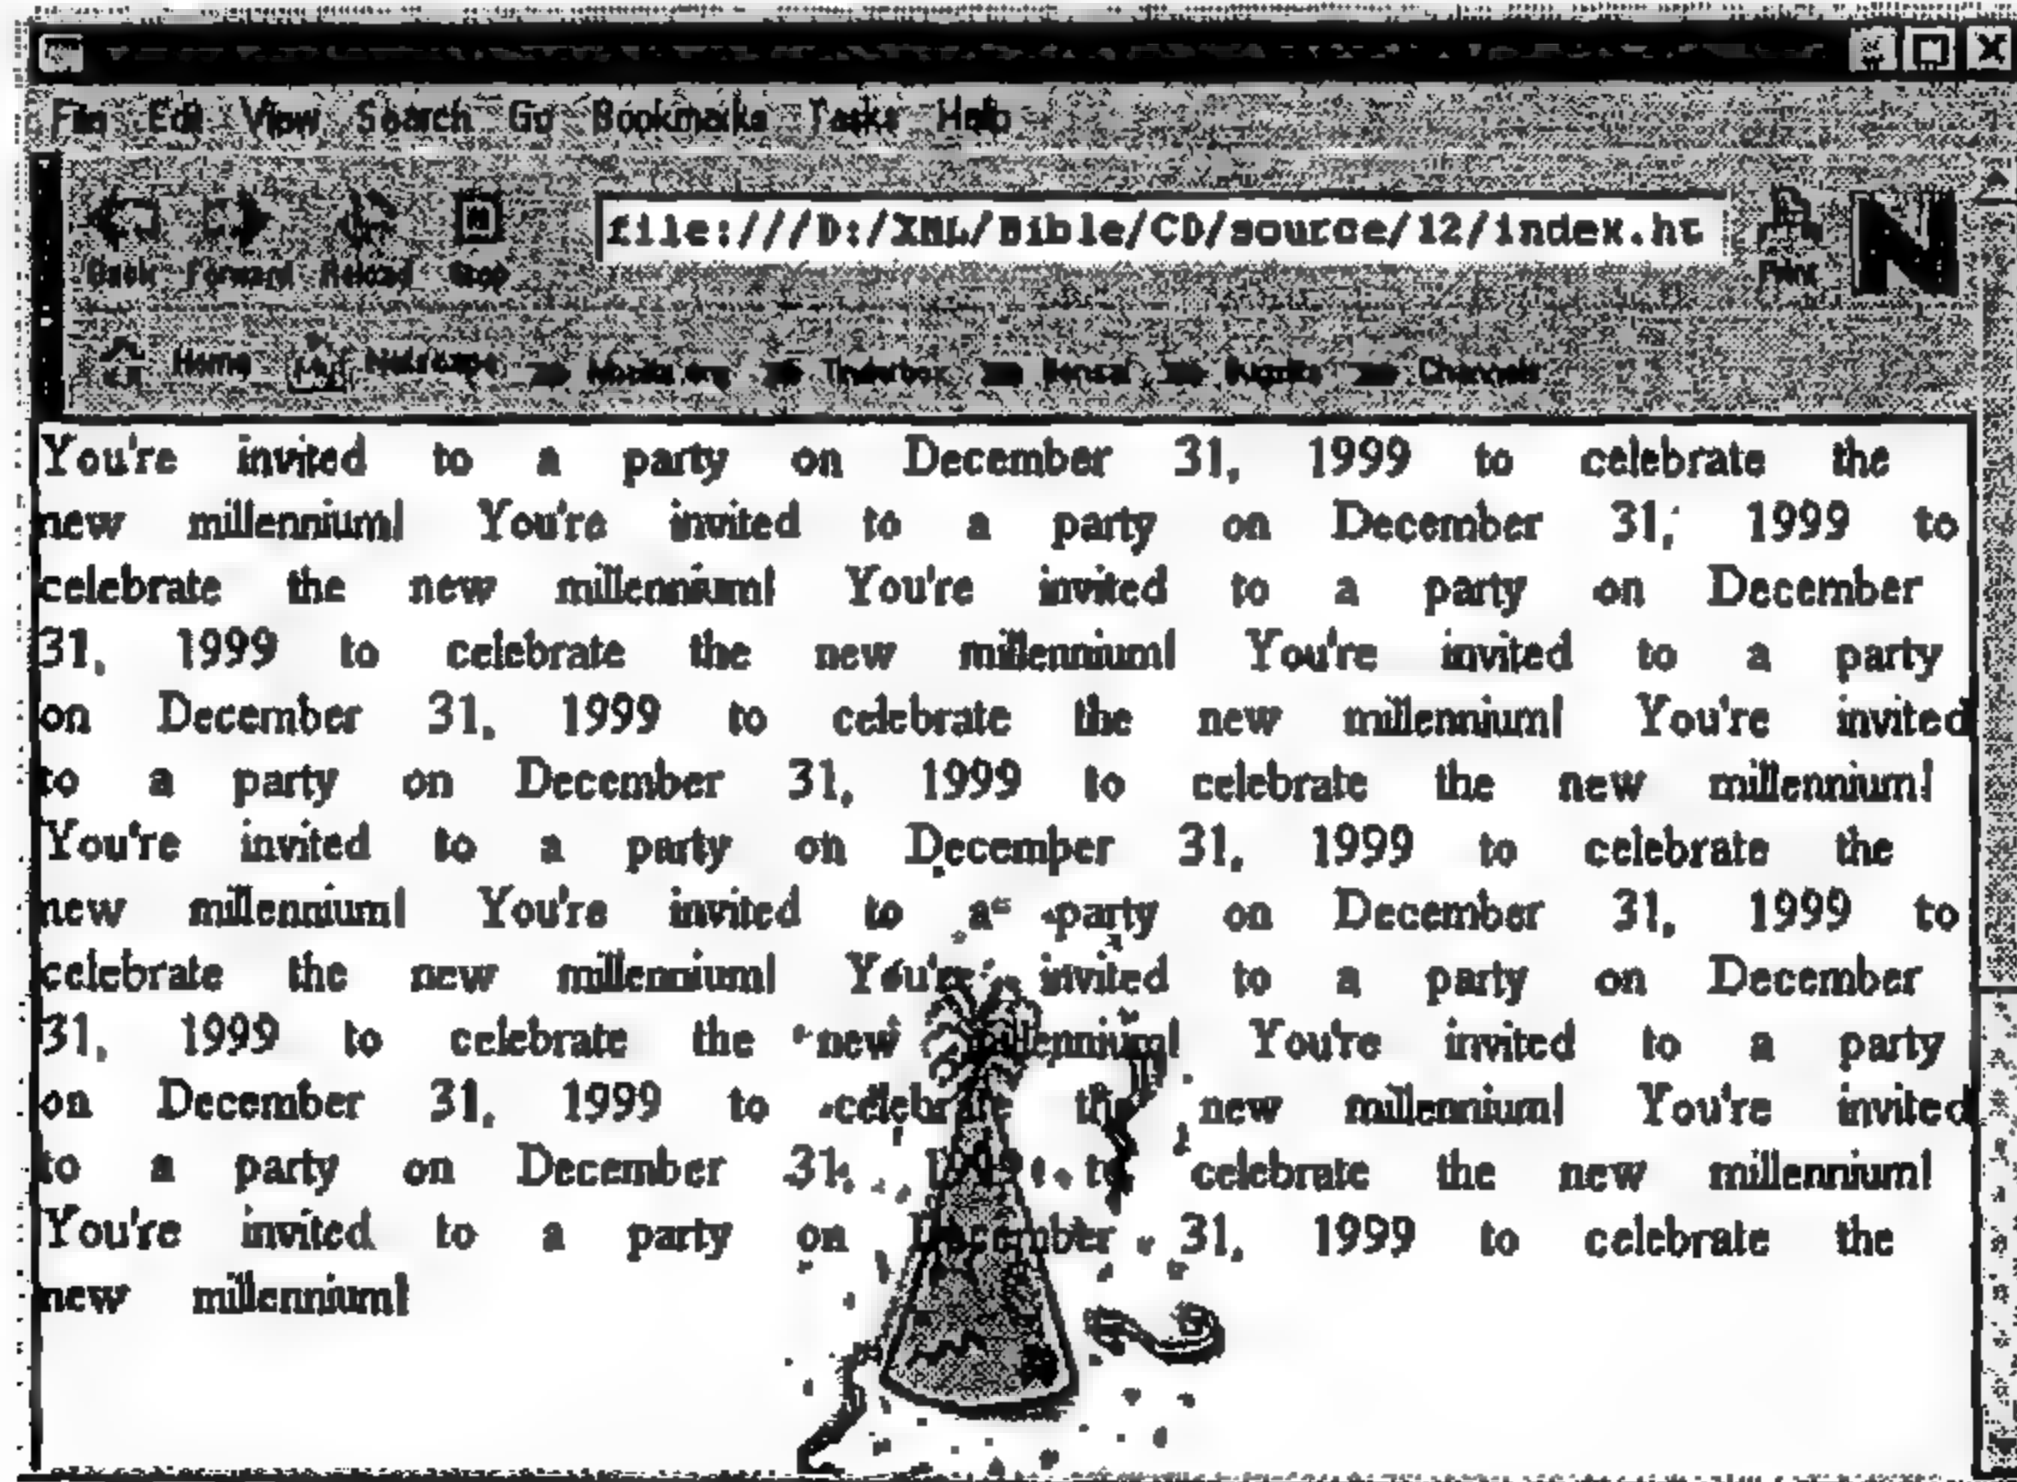 File Edit View Search Go Bookmarks Tasks Help
file:///D:/XML/Bible/CD/source/12/index.ht
Print
Back Forward Reload Stop
Home Netscape Mozilla.org Tinderbox Channels
You're invited to a party on December 31, 1999 to celebrate the
new millennium! You're invited to a party on December 31, 1999 to
celebrate the new millennium! You're invited to a party on December
31, 1999 to celebrate the new millennium! You're invited to a party
on December 31, 1999 to celebrate the new millennium! You're invited
to a party on December 31, 1999 to celebrate the new millennium!
You're invited to a party on December 31, 1999 to celebrate the
new millennium! You're invited to a party on December 31, 1999 to
celebrate the new millennium! You're invited to a party on December
31, 1999 to celebrate the new millennium! You're invited to a party
on December 31, 1999 to celebrate the new millennium! You're invited
to a party on December 31, 1999 to celebrate the new millennium!
You're invited to a party on December 31, 1999 to celebrate the
new millennium!